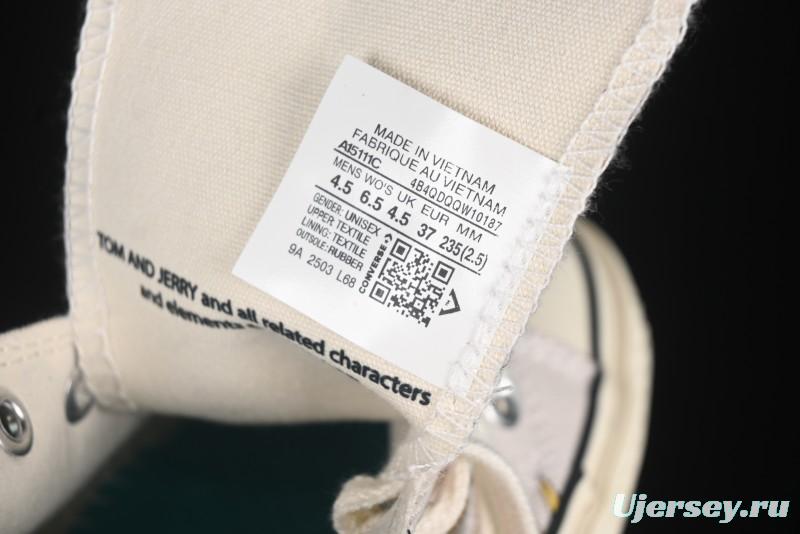 MADE IN VIETNAM
FABRIQUE AU VIETNAM
A15111C 4B4QDQQW10187
MENS WO'S UK EUR MM
4.5 6.5 4.5 37 235(2.5)
GENDER: UNISEX
UPPER: TEXTILE
LINING: TEXTILE
OUTSOLE: RUBBER
9A 2503 L68
CONVERSE
TOM AND JERRY and all related characters
and elements
Ujersey.ru